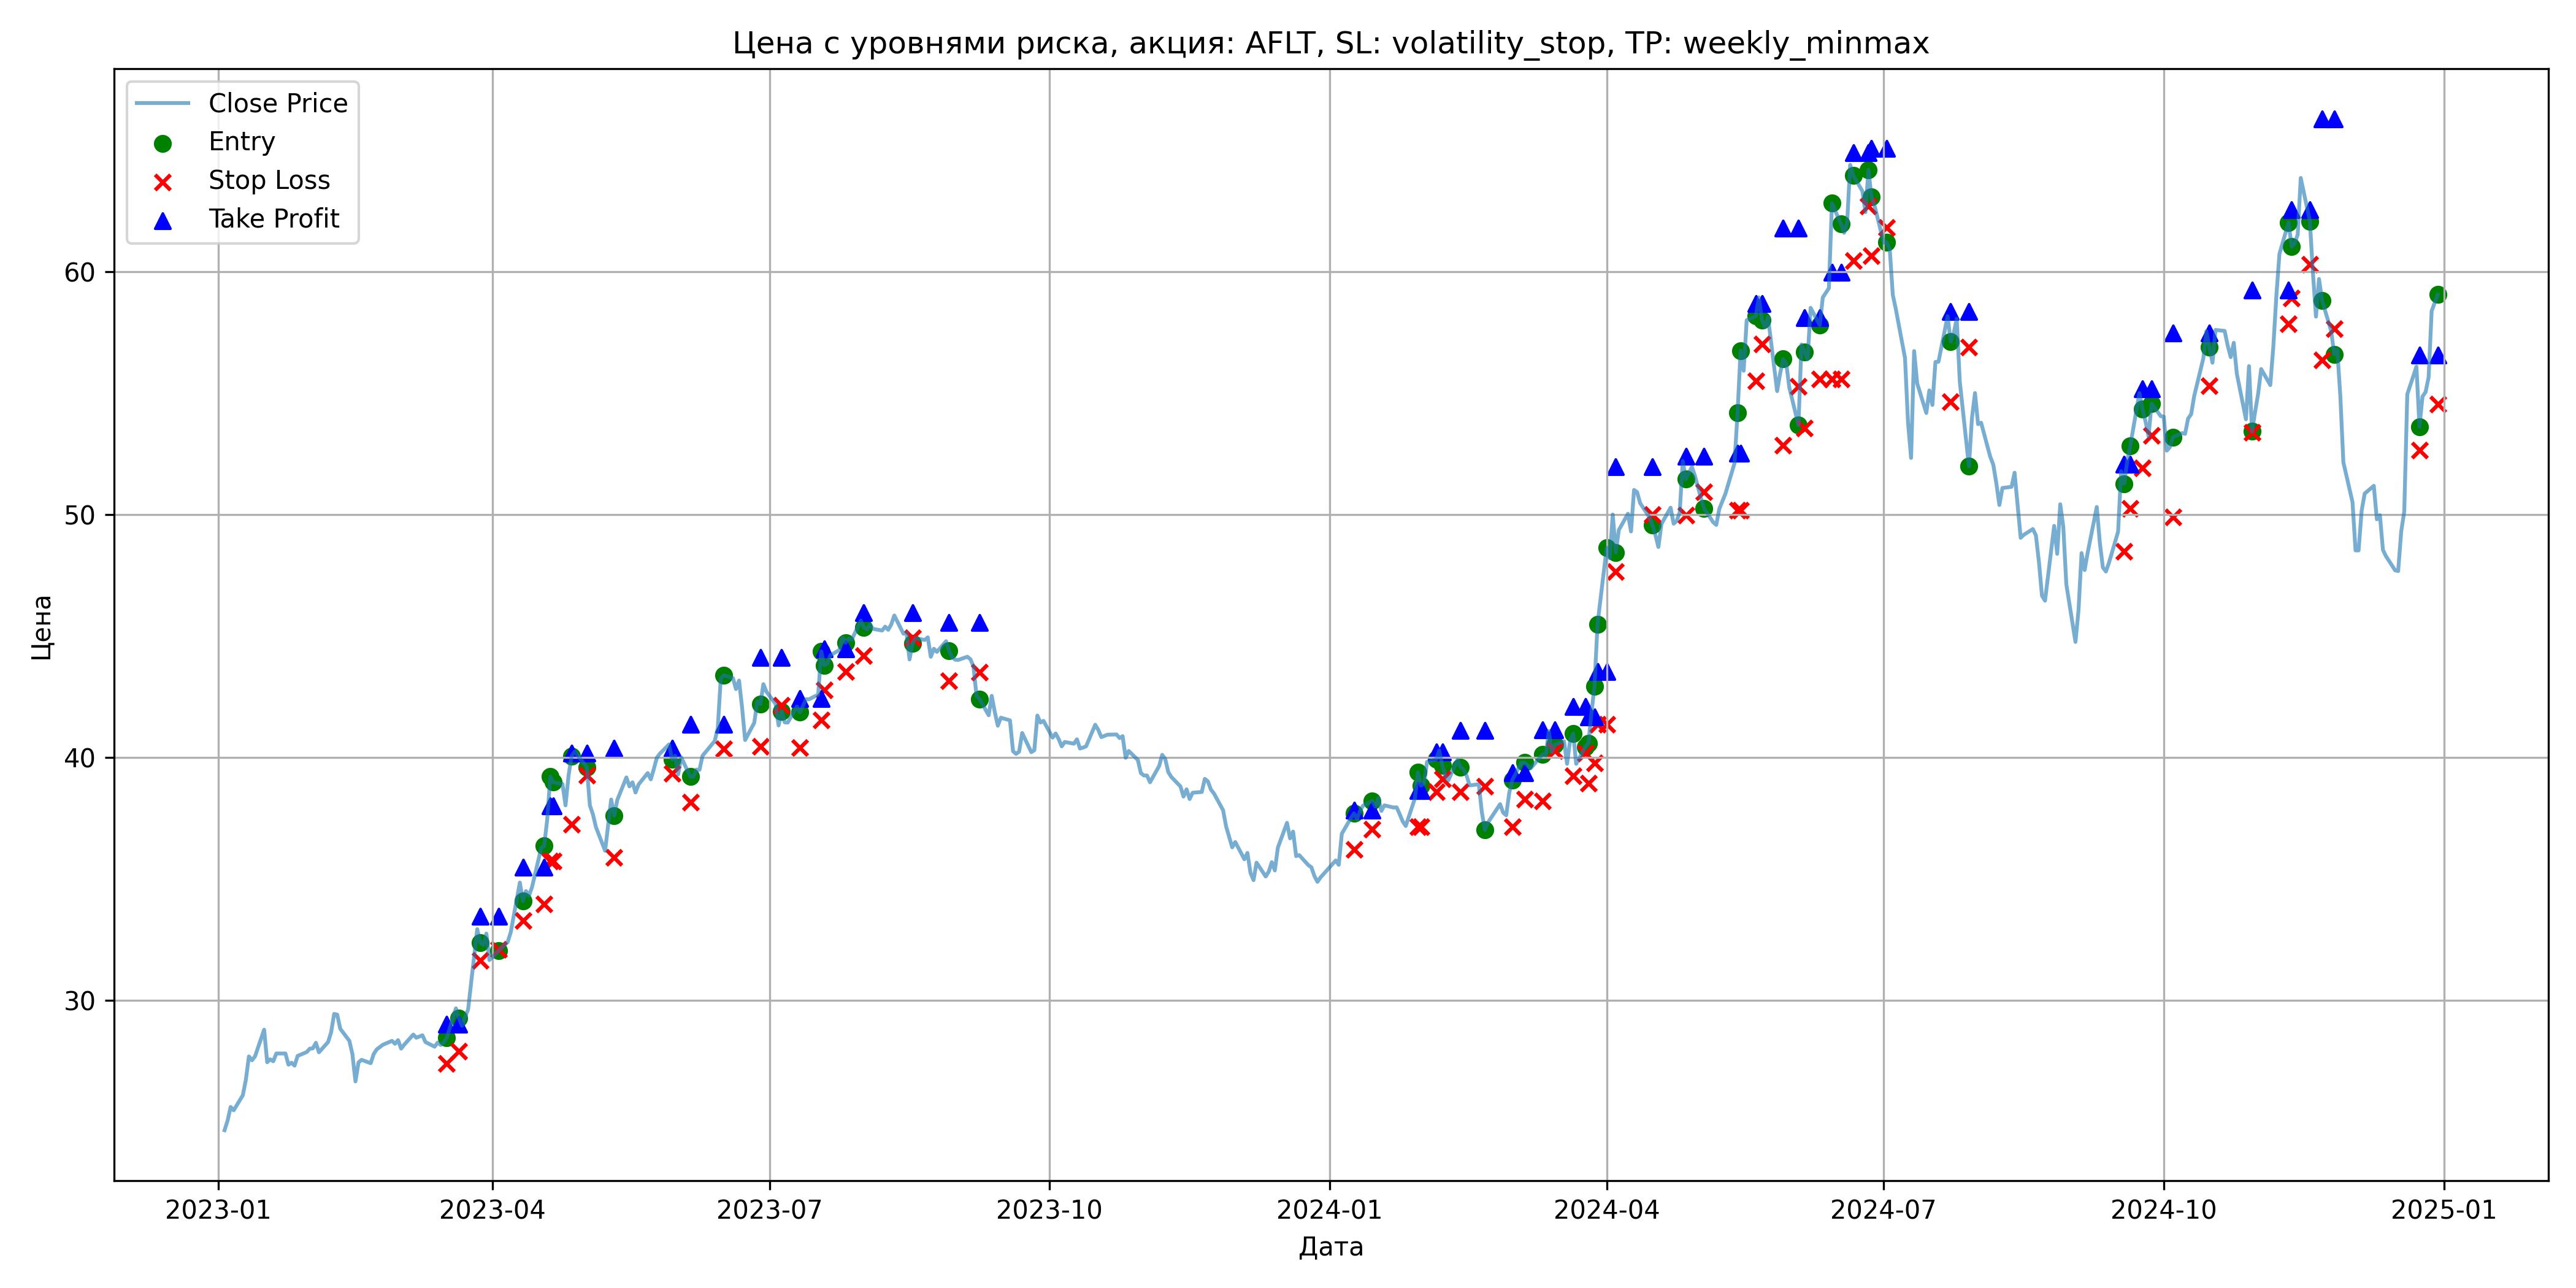 Цена с уровнями риска, акция: AFLT, SL: volatility_stop, TP: weekly_minmax
Close Price
Entry
Stop Loss
Take Profit
60
50
40
30
Цена
2023-01
2023-04
2023-07
2023-10
2024-01
2024-04
2024-07
2024-10
2025-01
Дата